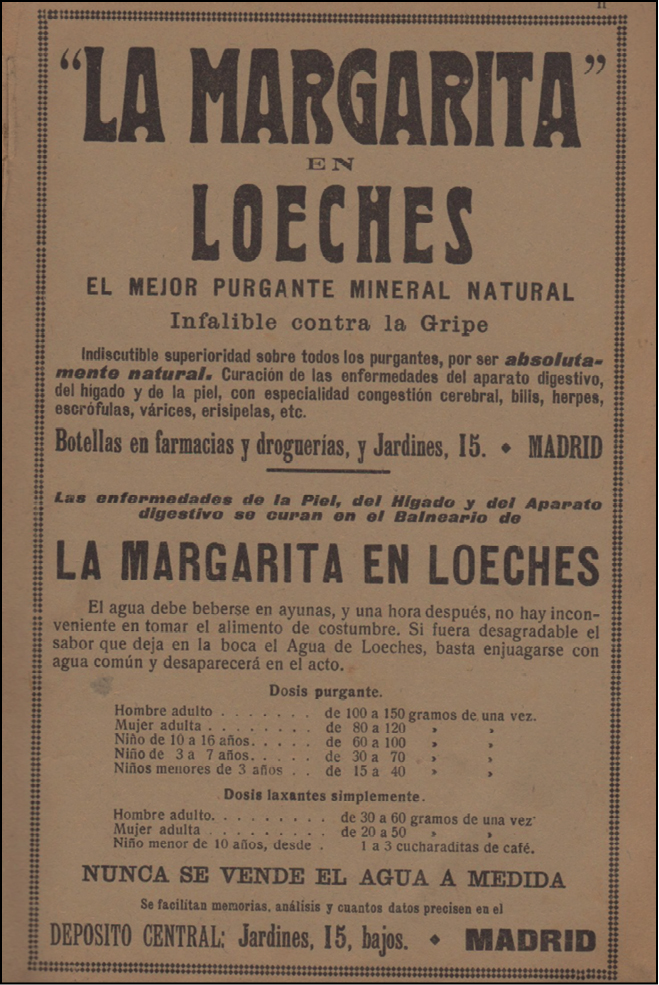 II
“LA MARGARITA”
EN
LOECHES
EL MEJOR PURGANTE MINERAL NATURAL
Infalible contra la Gripe
Indiscutible superioridad sobre todos los purgantes, por ser absoluta-
mente natural. Curación de las enfermedades del aparato digestivo,
del hígado y de la piel, con especialidad congestión cerebral, bilis, herpes,
escrófulas, várices, erisipelas, etc.
Botellas en farmacias y droguerías, y Jardines, 15. ♦ MADRID
Las enfermedades de la Piel, del Hígado y del Aparato
digestivo se curan en el Balneario de
LA MARGARITA EN LOECHES
El agua debe beberse en ayunas, y una hora después, no hay incon-
veniente en tomar el alimento de costumbre. Si fuera desagradable el
sabor que deja en la boca el Agua de Loeches, basta enjuagarse con
agua común y desaparecerá en el acto.
Dosis purgante.
Hombre adulto . . . . . . . de 100 a 150 gramos de una vez.
Mujer adulta . . . . . . . . de 80 a 120 » »
Niño de 10 a 16 años. . . . . de 60 a 100 » »
Niño de 3 a 7 años. . . . . de 30 a 70 » »
Niños menores de 3 años . . de 15 a 40 » »
Dosis laxantes simplemente.
Hombre adulto. . . . . . . . . de 30 a 60 gramos de una vez
Mujer adulta . . . . . . . . . de 20 a 50 » »
Niño menor de 10 años, desde . 1 a 3 cucharaditas de café.
NUNCA SE VENDE EL AGUA A MEDIDA
Se facilitan memorias, análisis y cuantos datos precisen en el
DEPOSITO CENTRAL: Jardines, 15, bajos. ♦ MADRID